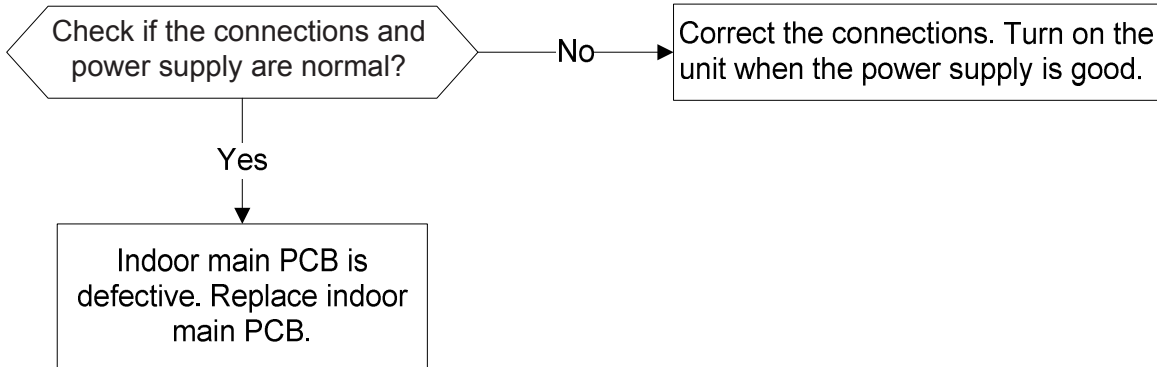 Check if the connections and
power supply are normal?
No
Correct the connections. Turn on the
unit when the power supply is good.
Yes
Indoor main PCB is
defective. Replace indoor
main PCB.